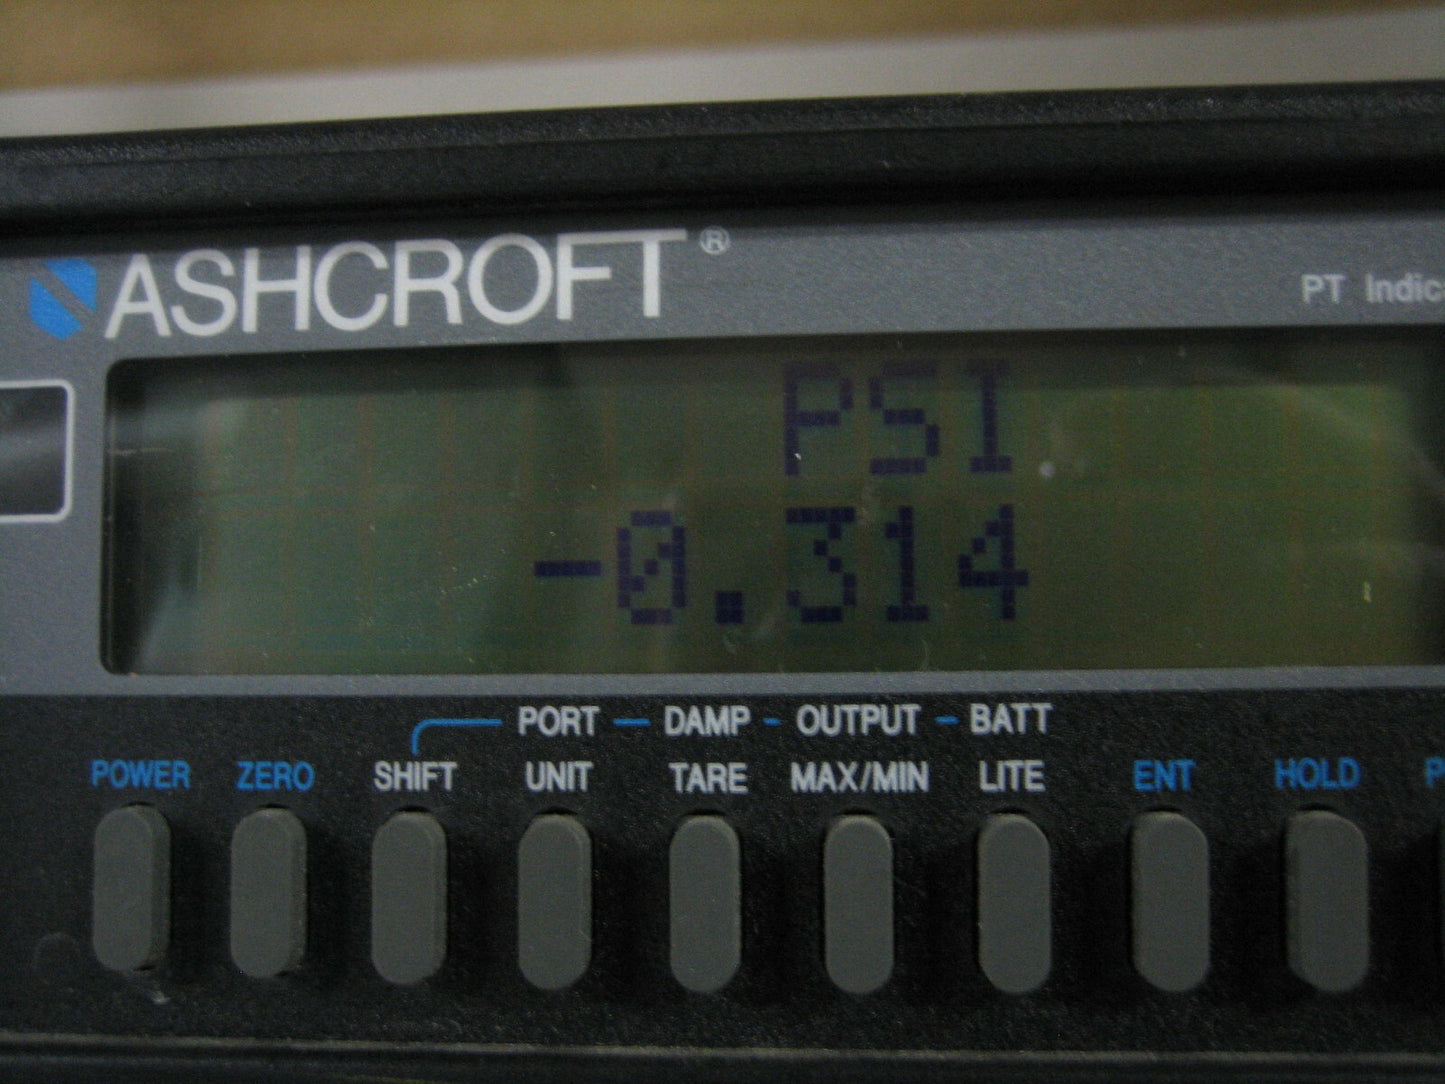 ASHCROFT®
PT Indic
PSI
-0.314
PORT DAMP OUTPUT BATT
POWER ZERO SHIFT UNIT TARE MAX/MIN LITE ENT HOLD P